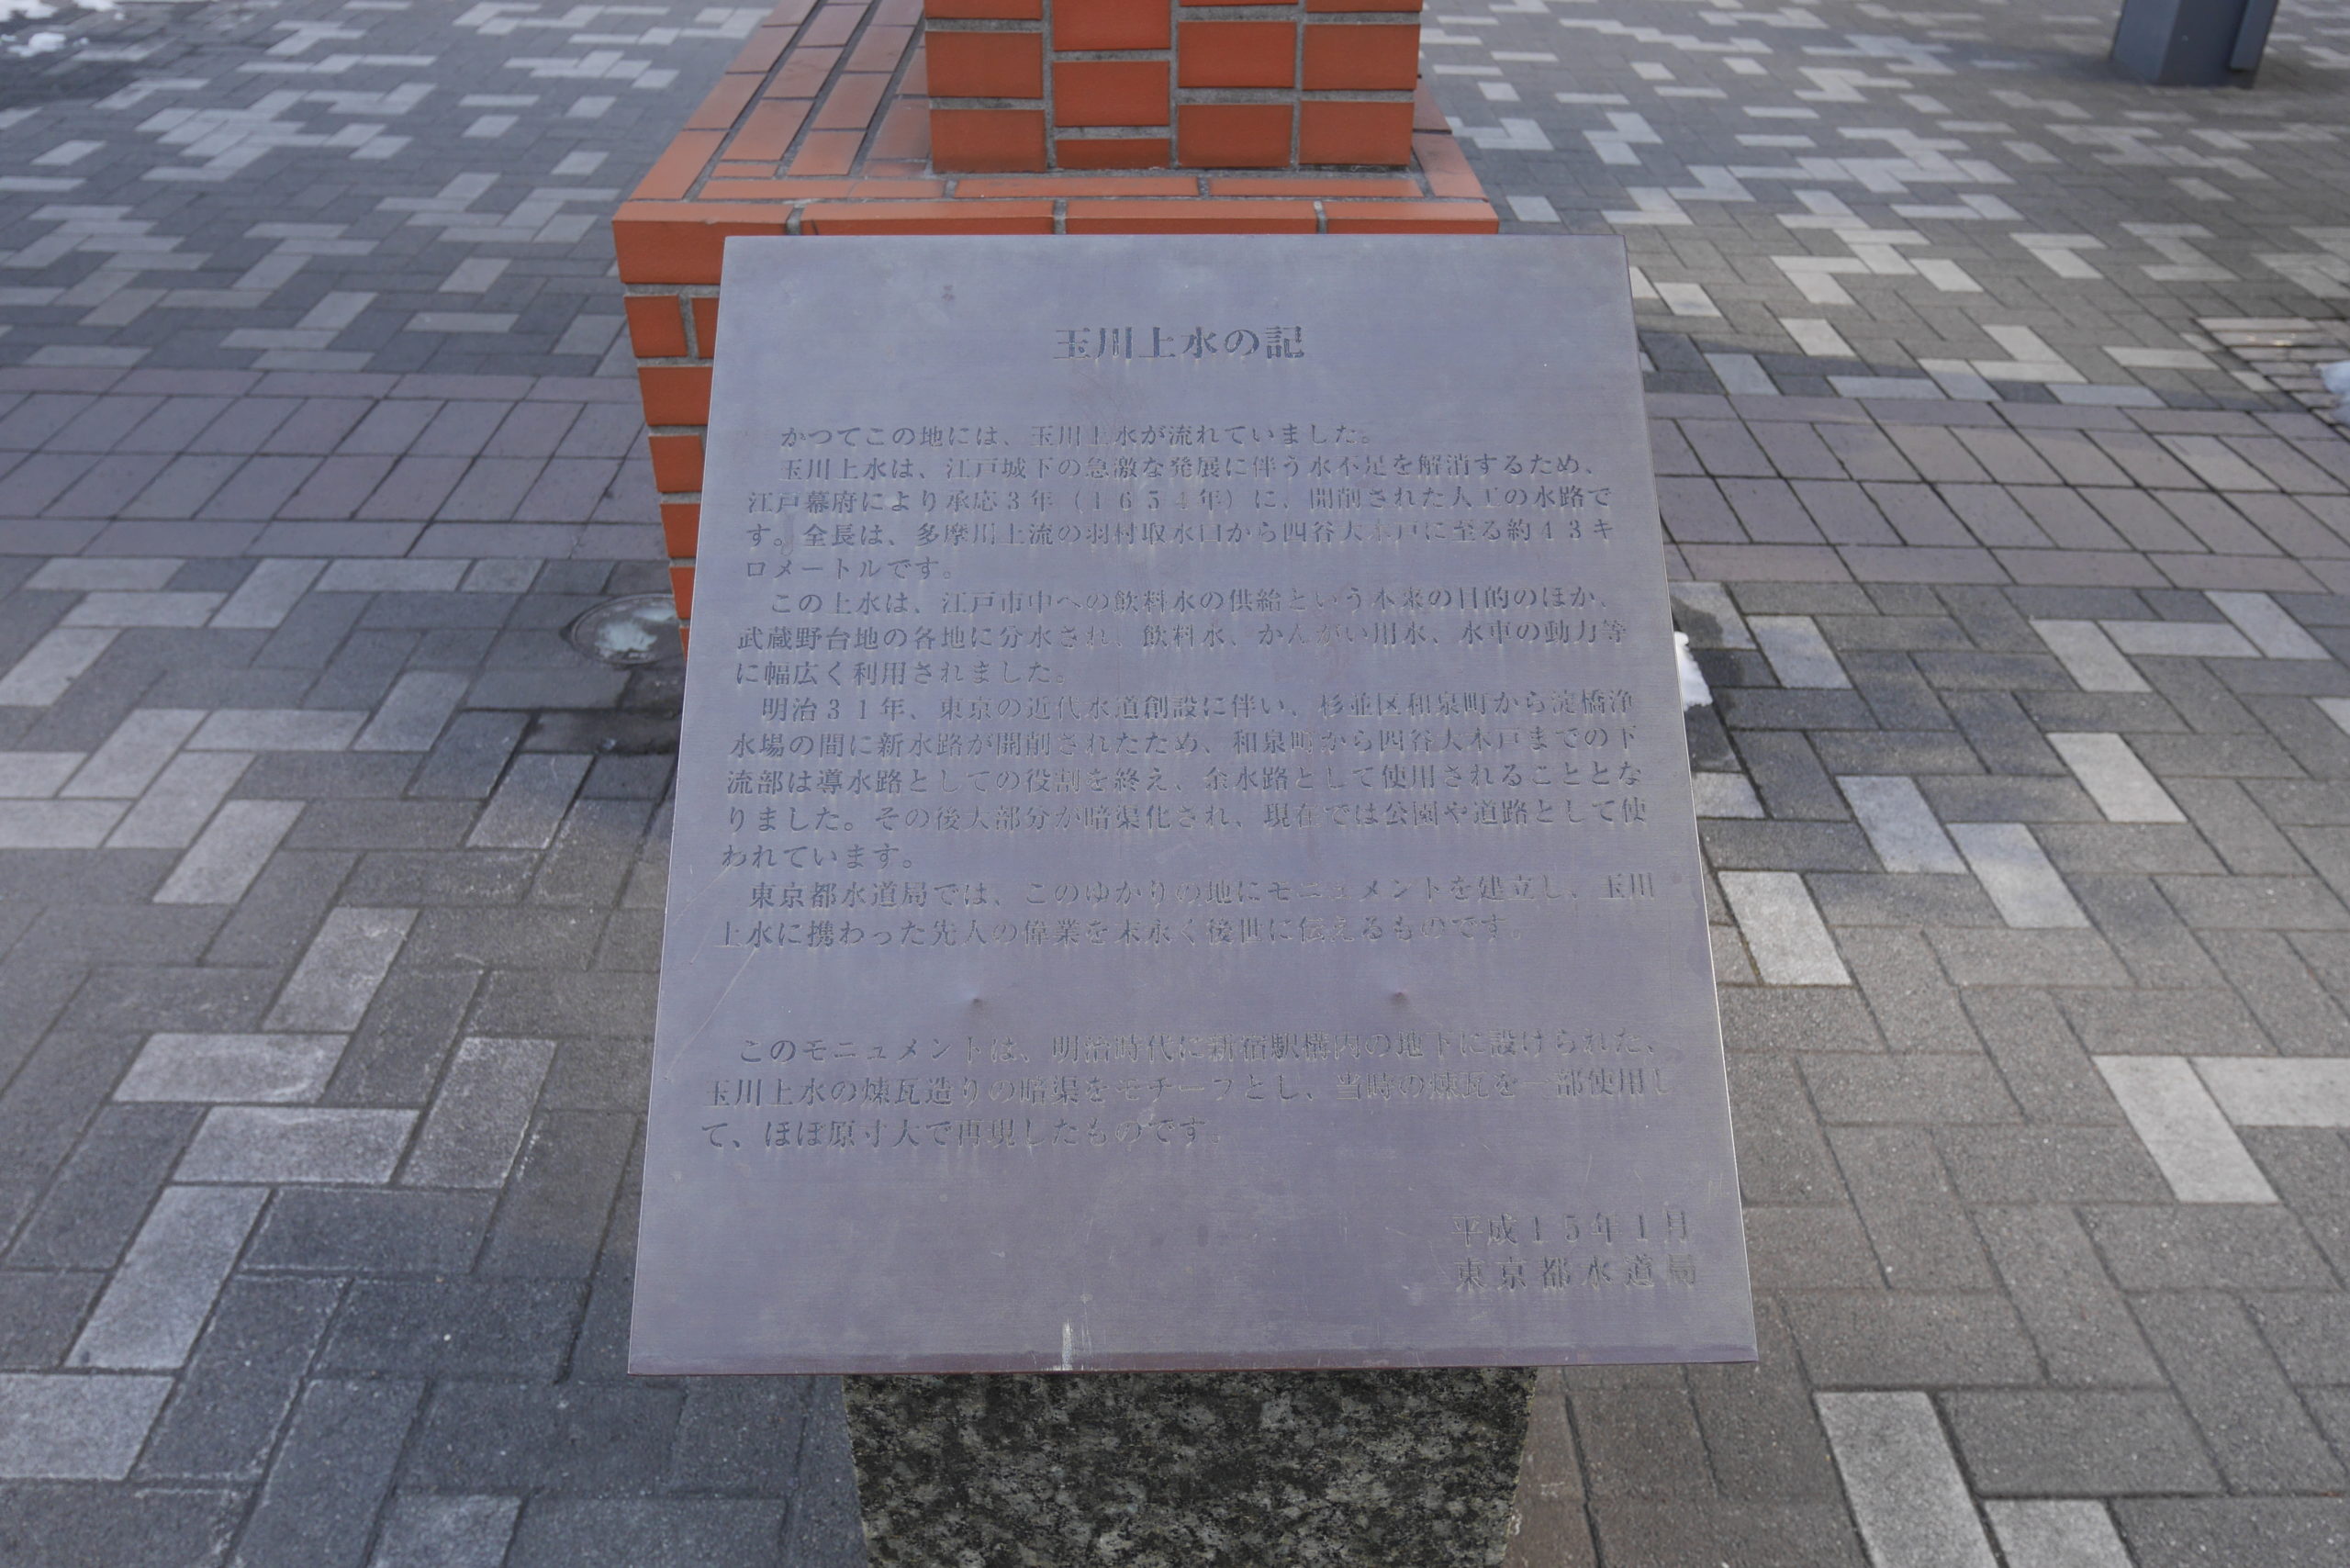 玉川上水の記
かつてこの地には、玉川上水が流れていました。
玉川上水は、江戸城下の急激な発展に伴う水不足を解消するため、
江戸幕府により承応3年（1654年）に、開削された人工の水路で
す。全長は、多摩川上流の羽村取水口から四谷大木戸に至る約43キ
ロメートルです。
この上水は、江戸市中への飲料水の供給という本来の目的のほか、
武蔵野台地の各地に分水され、飲料水、かんがい用水、水車の動力等
に幅広く利用されました。
明治31年、東京の近代水道創設に伴い、杉並区和泉町から淀橋浄
水場の間に新水路が開削されたため、和泉町から四谷大木戸までの下
流部は導水路としての役割を終え、余水路として使用されることとな
りました。その後大部分が暗渠化され、現在では公園や道路として使
われています。
東京都水道局では、このゆかりの地にモニュメントを建立し、玉川
上水に携わった先人の偉業を末永く後世に伝えるものです。
このモニュメントは、明治時代に新宿駅構内の地下に設けられた、
玉川上水の煉瓦造りの暗渠をモチーフとし、当時の煉瓦を一部使用し
て、ほぼ原寸大で再現したものです。
平成15年1月
東京都水道局